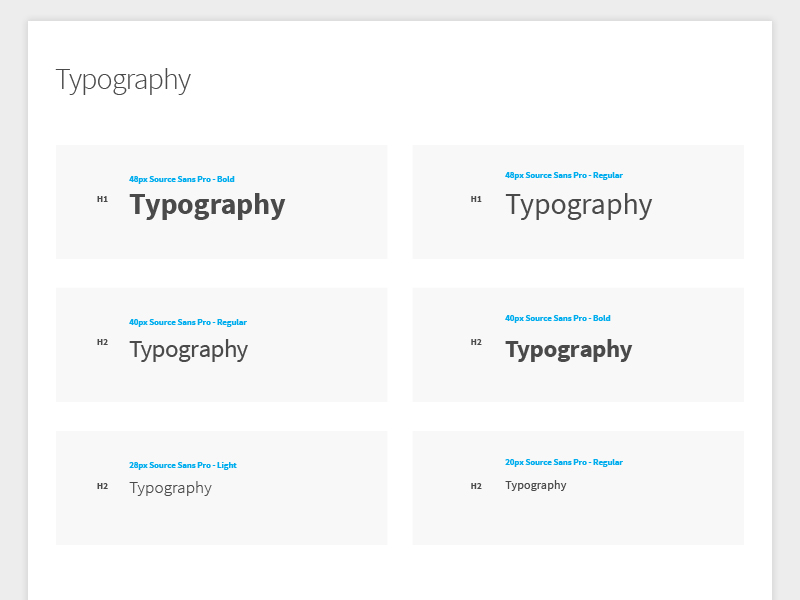 Typography
48px Source Sans Pro - Bold
H1
Typography
48px Source Sans Pro - Regular
H1
Typography
40px Source Sans Pro - Regular
H2
Typography
40px Source Sans Pro - Bold
H2
Typography
28px Source Sans Pro - Light
H2
Typography
20px Source Sans Pro - Regular
H2
Typography